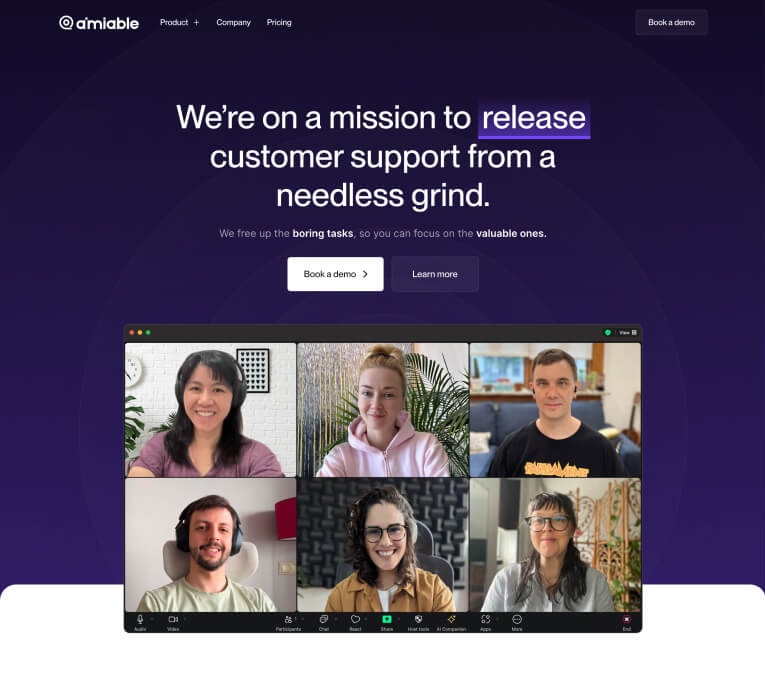 a'miable
Product +
Company
Pricing
Book a demo
We're on a mission to release
customer support from a
needless grind.
We free up the boring tasks, so you can focus on the valuable ones.
Book a demo
Learn more
View
Audio
Video
Participants
Chat
React
Share
Host tools
AI Companion
Apps
More
End